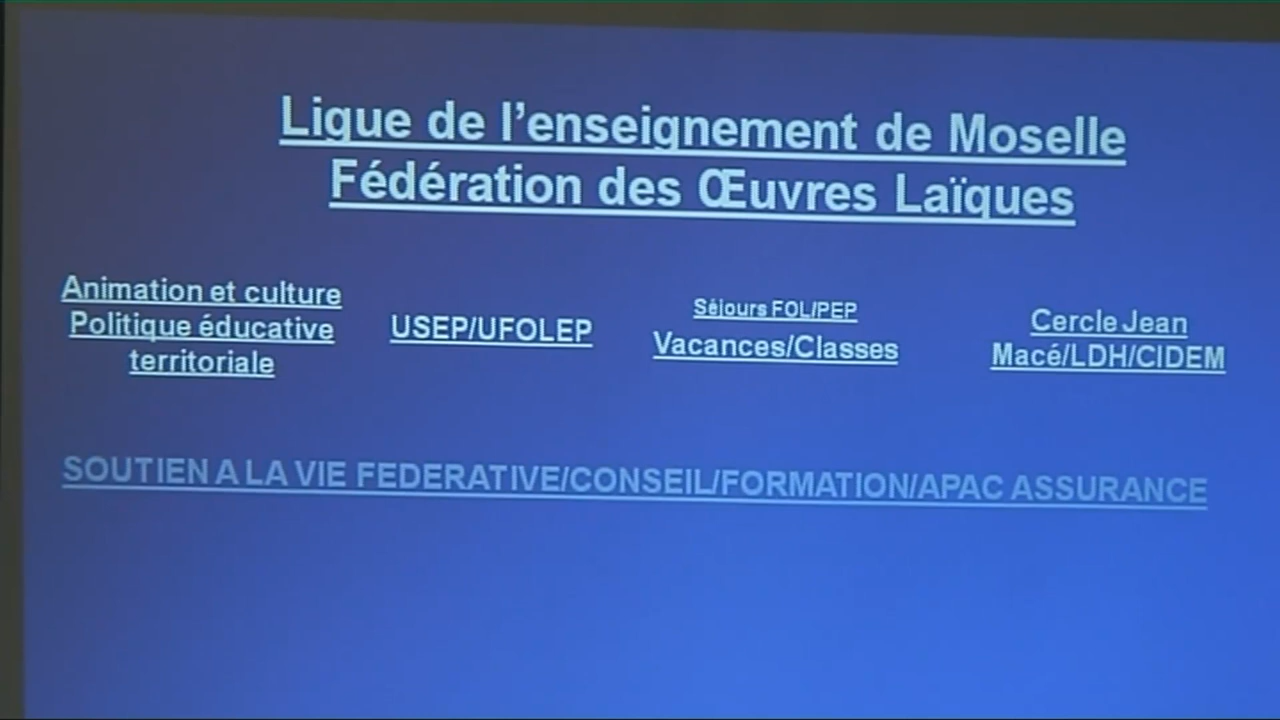 Ligue de l'enseignement de Moselle
Fédération des Œuvres Laïques
Animation et culture
Politique éducative
territoriale
USEP/UFOLEP
Séjours FOL/PEP
Vacances/Classes
Cercle Jean
Macé/LDH/CIDEM
SOUTIEN A LA VIE FEDERATIVE/CONSEIL/FORMATION/APAC ASSURANCE